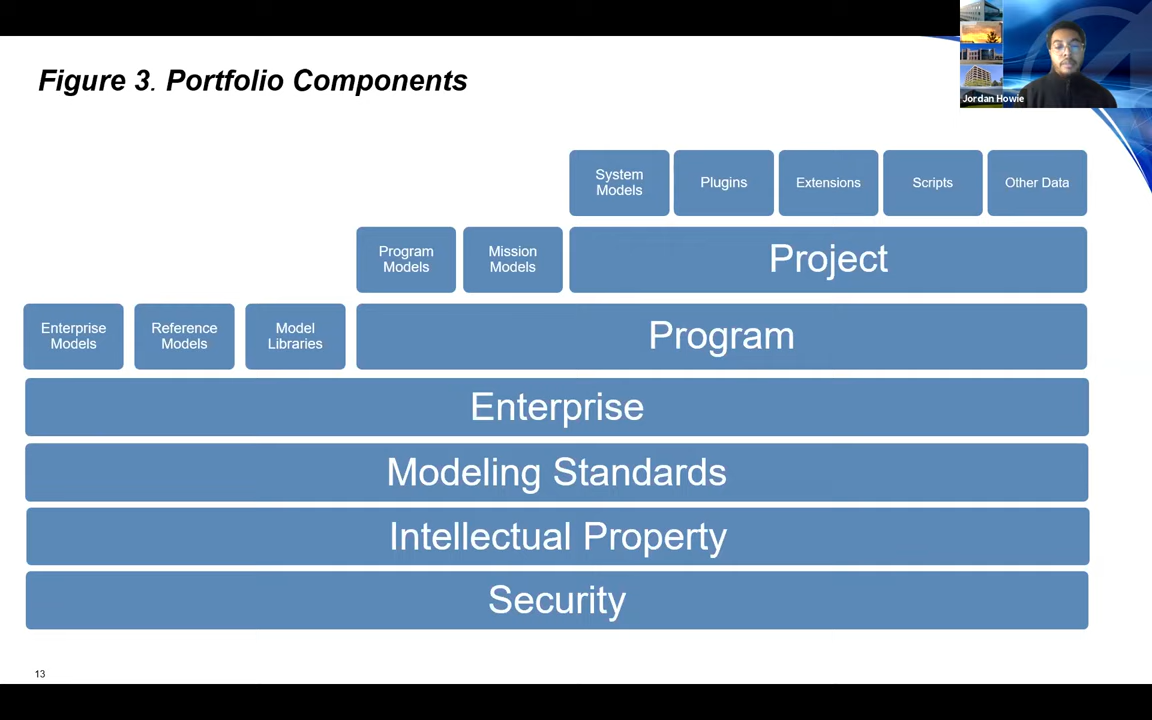 Figure 3. Portfolio Components
Jordan Howie
System
Models
Plugins
Extensions
Scripts
Other Data
Program
Models
Mission
Models
Project
Enterprise
Models
Reference
Models
Model
Libraries
Program
Enterprise
Modeling Standards
Intellectual Property
Security
13